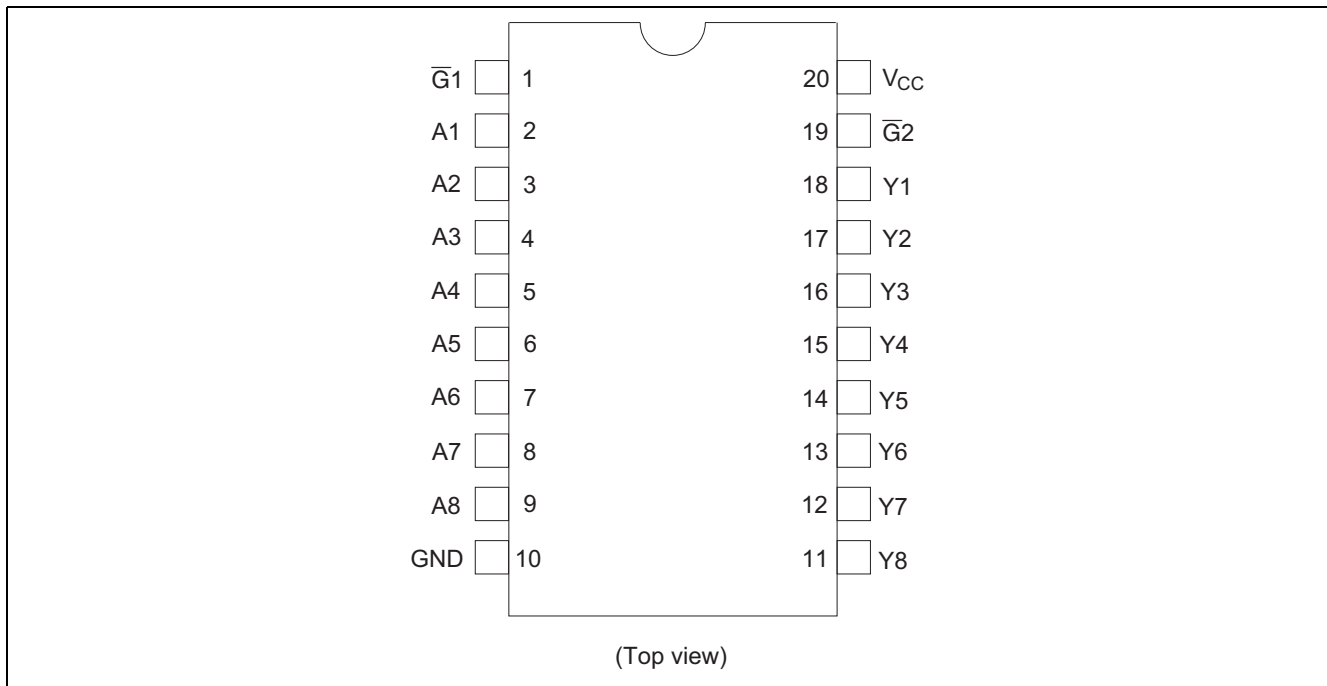 G̅1 1 20 VCC
A1 2 19 G̅2
A2 3 18 Y1
A3 4 17 Y2
A4 5 16 Y3
A5 6 15 Y4
A6 7 14 Y5
A7 8 13 Y6
A8 9 12 Y7
GND 10 11 Y8
(Top view)